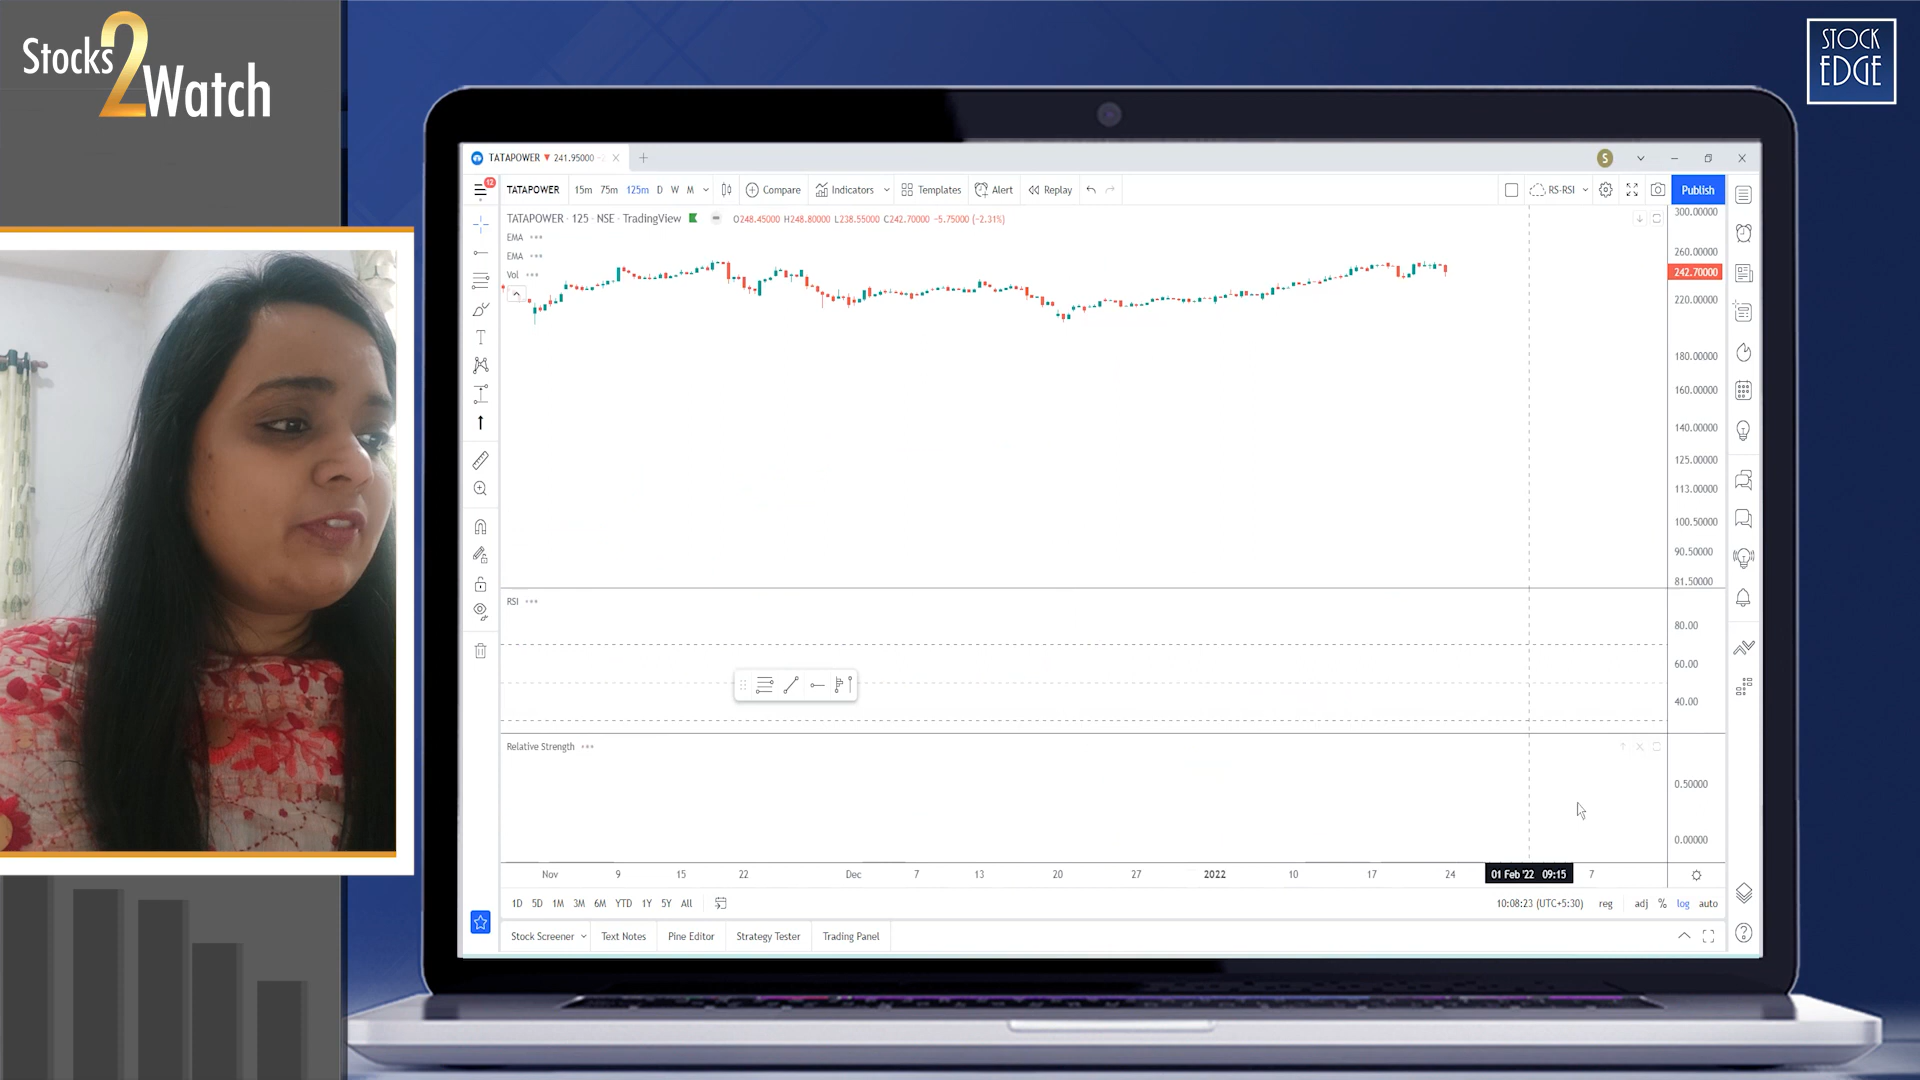 Stocks
2
Watch
STOCK
EDGE
TATAPOWER ▼ 241.95000
S
12
TATAPOWER 15m 75m 125m D W M Compare Indicators Templates Alert Replay RS-RSI Publish
TATAPOWER · 125 · NSE · TradingView O248.45000 H248.80000 L238.55000 C242.70000 −5.75000 (−2.31%)
EMA
EMA
Vol
300.00000
260.00000
242.70000
220.00000
180.00000
160.00000
140.00000
125.00000
113.00000
100.50000
90.50000
81.50000
RSI
80.00
60.00
40.00
Relative Strength
0.50000
0.00000
Nov 9 15 22 Dec 7 13 20 27 2022 10 17 24 01 Feb '22 09:15 7
1D 5D 1M 3M 6M YTD 1Y 5Y All 10:08:23 (UTC+5:30) reg adj % log auto
Stock Screener Text Notes Pine Editor Strategy Tester Trading Panel